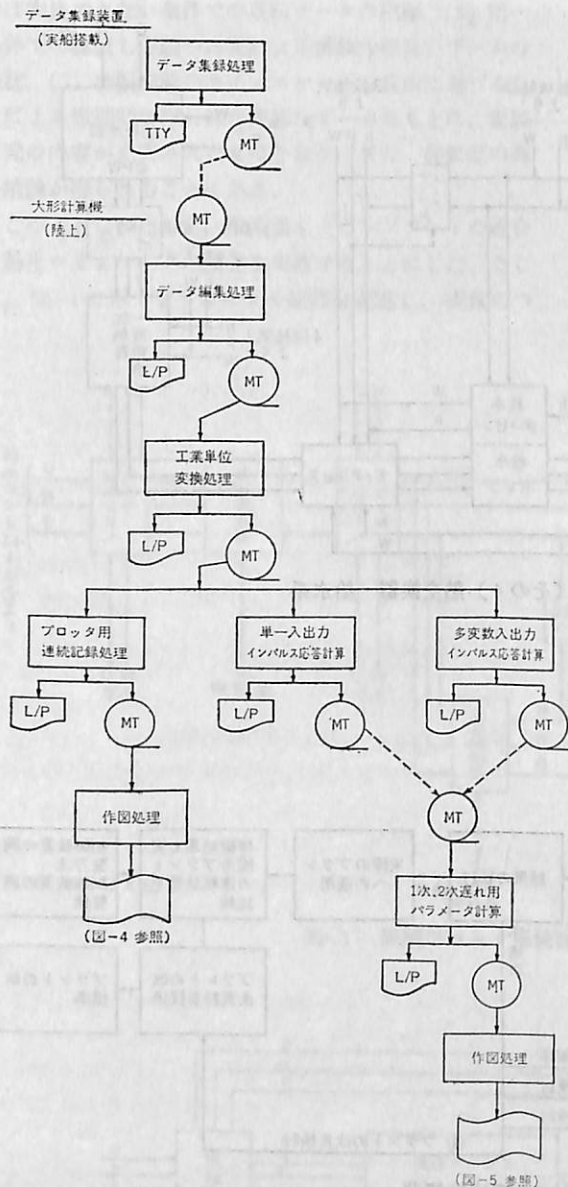 データ集録装置
(実船搭載)
データ集録処理
TTY
MT
大形計算機
(陸上)
MT
データ編集処理
L/P
MT
工業単位
変換処理
L/P
MT
プロッタ用
連続記録処理
単一入出力
インパルス応答計算
多変数入出力
インパルス応答計算
L/P
MT
L/P
MT
L/P
MT
作図処理
MT
(図-4 参照)
1次、2次遅れ用
パラメータ計算
L/P
MT
作図処理
(図-5 参照)